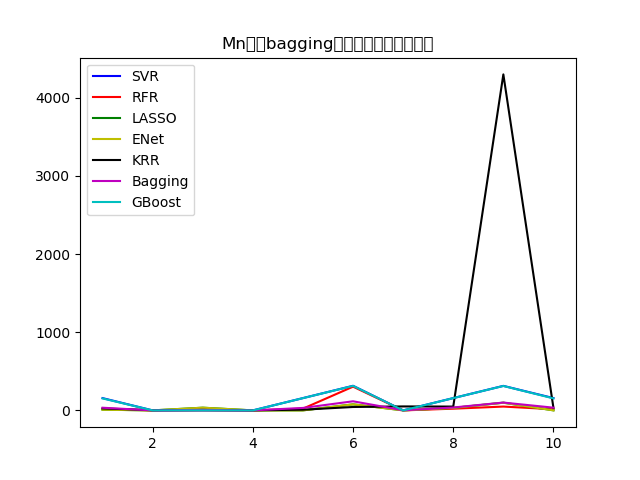 Mn bagging
SVR
RFR
LASSO
ENet
KRR
Bagging
GBoost
4000
3000
2000
1000
0
2
4
6
8
10